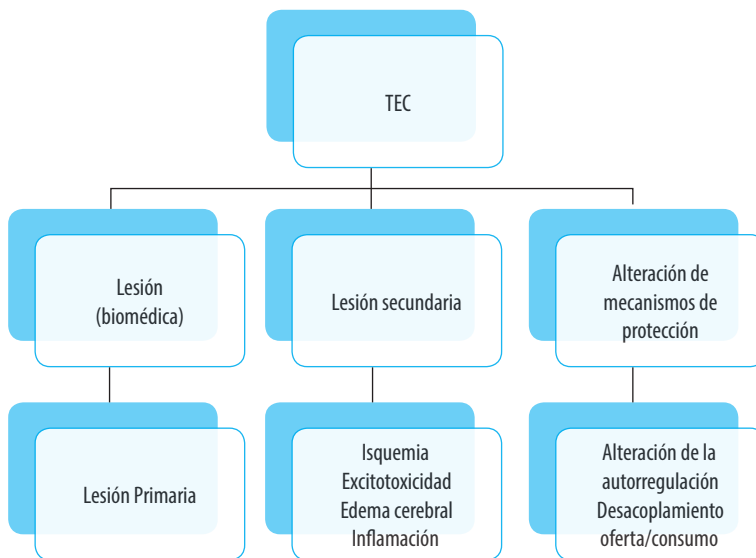 TEC
Lesión
(biomédica)
Lesión secundaria
Alteración de
mecanismos de
protección
Lesión Primaria
Isquemia
Excitotoxicidad
Edema cerebral
Inflamación
Alteración de la
autorregulación
Desacoplamiento
oferta/consumo